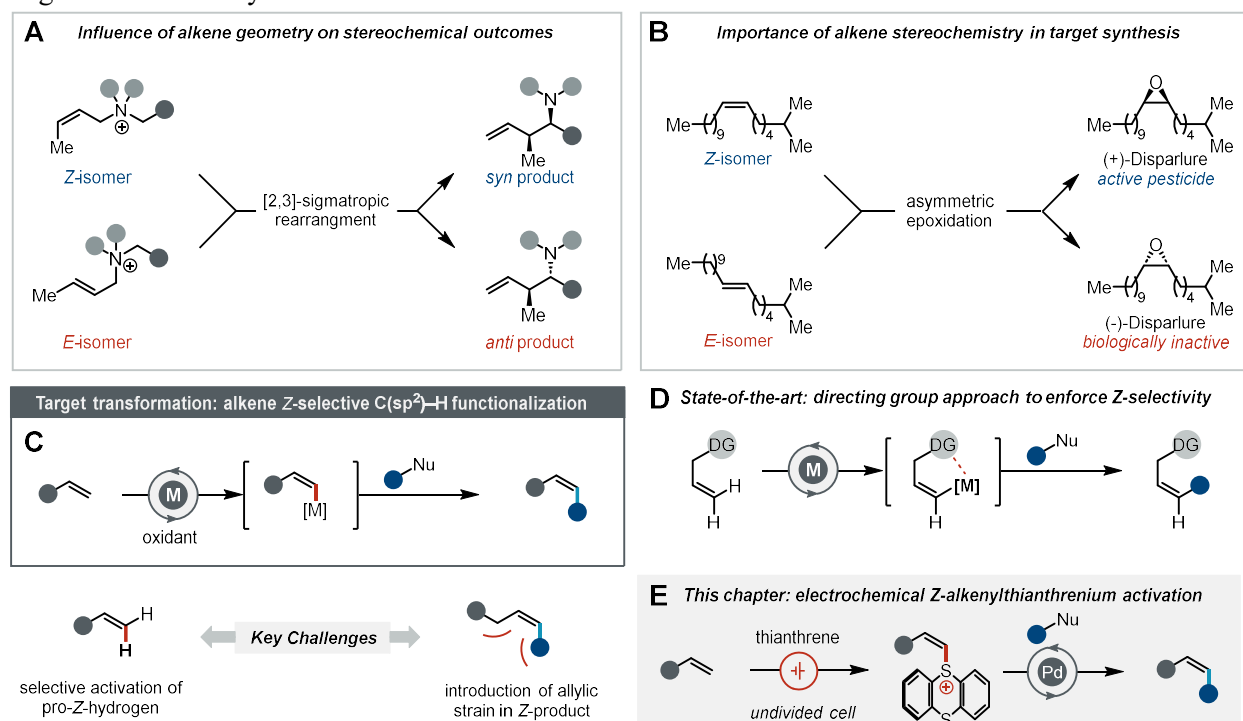 A Influence of alkene geometry on stereochemical outcomes
N
⊕
Me
Z-isomer
N
⊕
Me
E-isomer
[2,3]-sigmatropic
rearrangment
N
Me
syn product
N
Me
anti product
B Importance of alkene stereochemistry in target synthesis
Me ( )9 ( )4 Me
Me
Z-isomer
Me ( )9
( )4 Me
Me
E-isomer
asymmetric
epoxidation
O
Me ( )9 ( )4 Me
Me
(+)-Disparlure
active pesticide
O
Me ( )9 ( )4 Me
Me
(-)-Disparlure
biologically inactive
Target transformation: alkene Z-selective C(sp²)–H functionalization
C
M
oxidant
[M]
Nu
H
H
selective activation of
pro-Z-hydrogen
Key Challenges
introduction of allylic
strain in Z-product
D State-of-the-art: directing group approach to enforce Z-selectivity
DG
H
H
M
DG
[M]
H
Nu
DG
H
E This chapter: electrochemical Z-alkenylthianthrenium activation
thianthrene
undivided cell
S
⊕
S
Nu
Pd